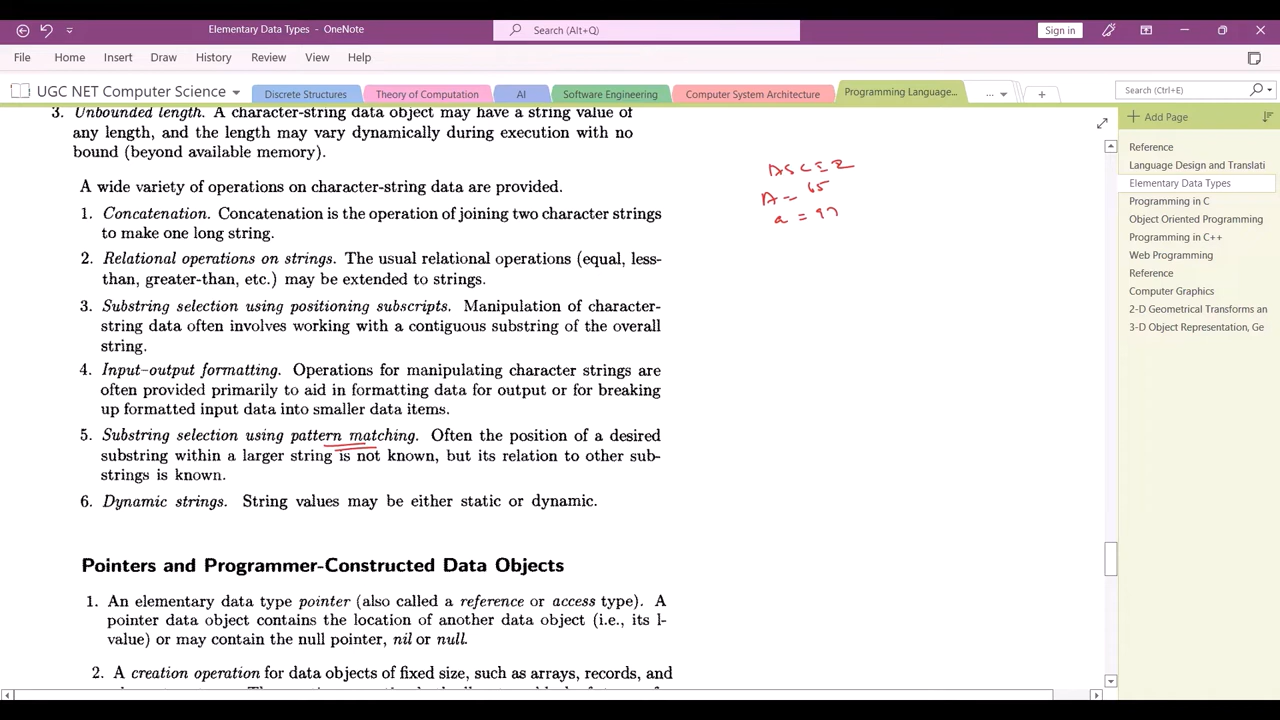 Elementary Data Types - OneNote
Search (Alt+Q)
Sign in
File Home Insert Draw History Review View Help
UGC NET Computer Science
Discrete Structures
Theory of Computation
AI
Software Engineering
Computer System Architecture
Programming Language...
...
Search (Ctrl+E)
3. Unbounded length. A character-string data object may have a string value of
any length, and the length may vary dynamically during execution with no
bound (beyond available memory).
A wide variety of operations on character-string data are provided.
1. Concatenation. Concatenation is the operation of joining two character strings
to make one long string.
2. Relational operations on strings. The usual relational operations (equal, less-
than, greater-than, etc.) may be extended to strings.
3. Substring selection using positioning subscripts. Manipulation of character-
string data often involves working with a contiguous substring of the overall
string.
4. Input–output formatting. Operations for manipulating character strings are
often provided primarily to aid in formatting data for output or for breaking
up formatted input data into smaller data items.
5. Substring selection using pattern matching. Often the position of a desired
substring within a larger string is not known, but its relation to other sub-
strings is known.
6. Dynamic strings. String values may be either static or dynamic.
Pointers and Programmer-Constructed Data Objects
1. An elementary data type pointer (also called a reference or access type). A
pointer data object contains the location of another data object (i.e., its l-
value) or may contain the null pointer, nil or null.
2. A creation operation for data objects of fixed size, such as arrays, records, and
A = 65
a = 97
Add Page
Reference
Language Design and Translati
Elementary Data Types
Programming in C
Object Oriented Programming
Programming in C++
Web Programming
Reference
Computer Graphics
2-D Geometrical Transforms an
3-D Object Representation, Ge